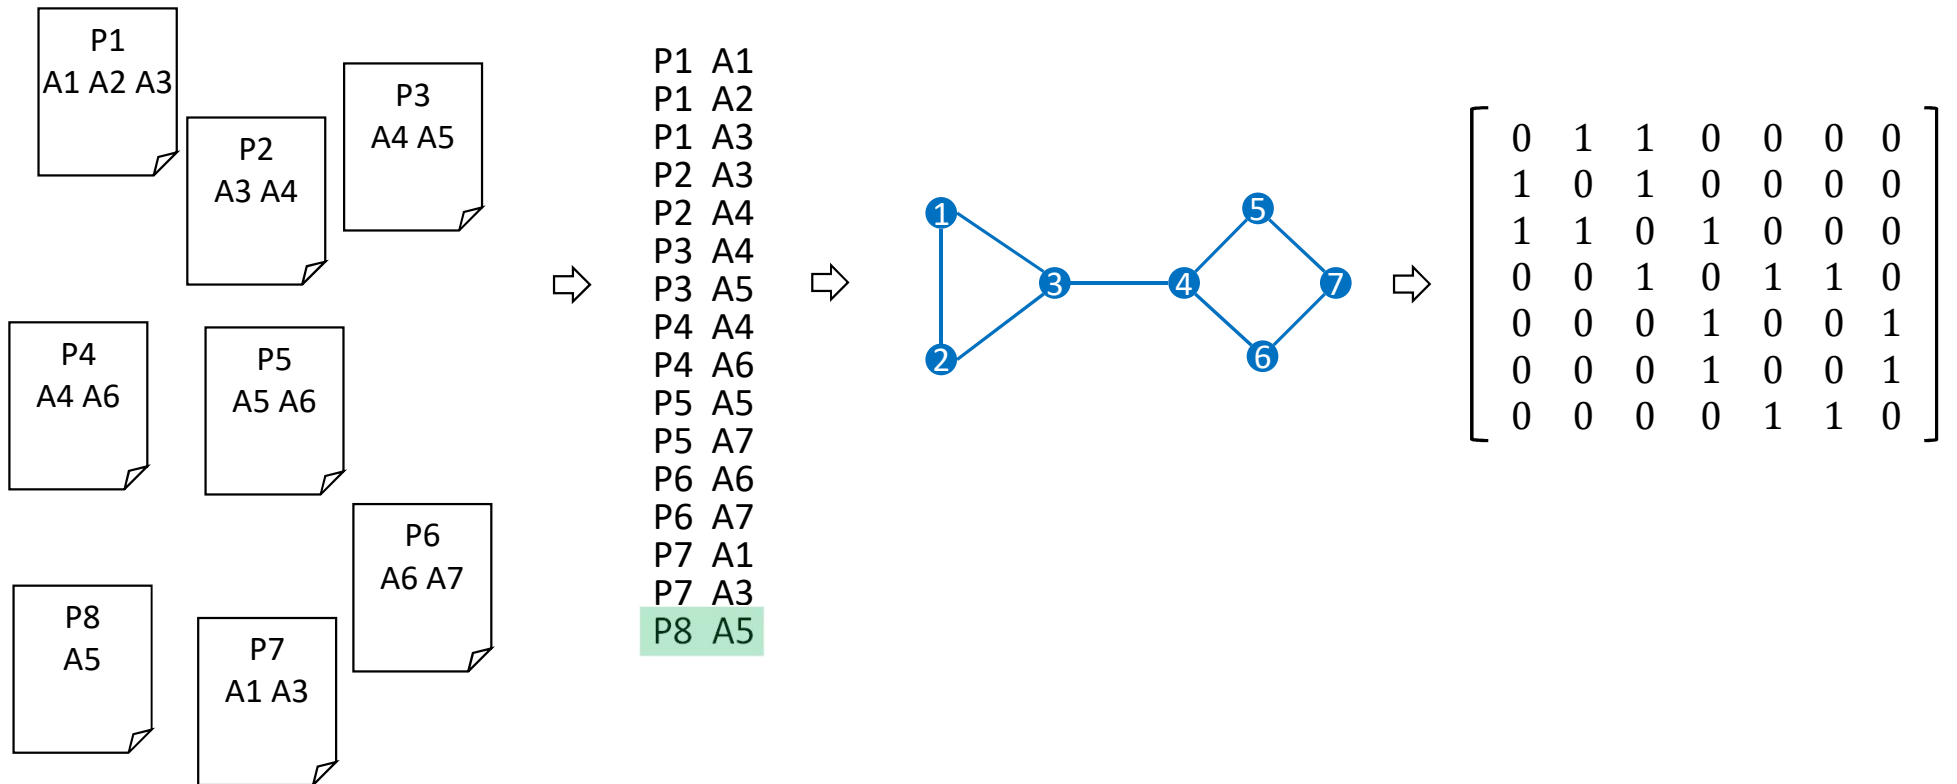 P1
A1 A2 A3
P2
A3 A4
P3
A4 A5
P4
A4 A6
P5
A5 A6
P6
A6 A7
P8
A5
P7
A1 A3
P1 A1
P1 A2
P1 A3
P2 A3
P2 A4
P3 A4
P3 A5
P4 A4
P4 A6
P5 A5
P5 A7
P6 A6
P6 A7
P7 A1
P7 A3
P8 A5
1
2
3
4
5
6
7
0 1 1 0 0 0 0
1 0 1 0 0 0 0
1 1 0 1 0 0 0
0 0 1 0 1 1 0
0 0 0 1 0 0 1
0 0 0 1 0 0 1
0 0 0 0 1 1 0